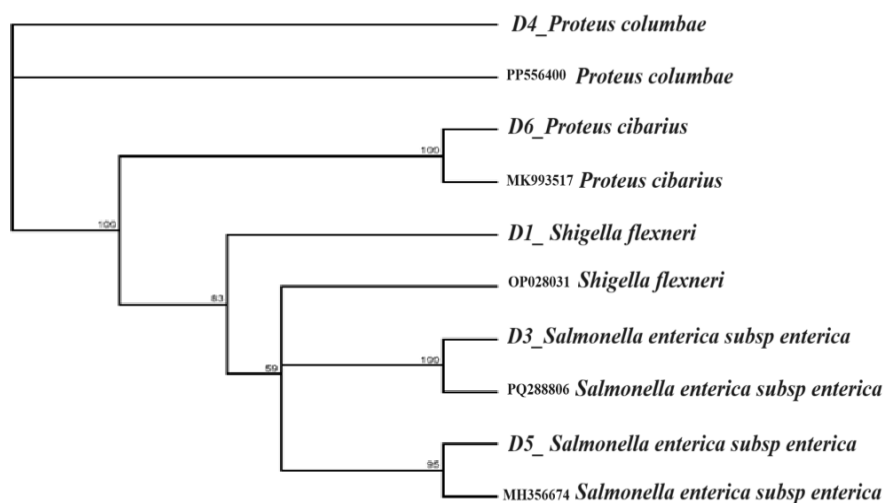 D4_Proteus columbae
PP556400 Proteus columbae
D6_Proteus cibarius
100
MK993517 Proteus cibarius
100
D1_ Shigella flexneri
OP028031 Shigella flexneri
83
D3_Salmonella enterica subsp enterica
100
59
PQ288806 Salmonella enterica subsp enterica
D5_ Salmonella enterica subsp enterica
95
MH356674 Salmonella enterica subsp enterica